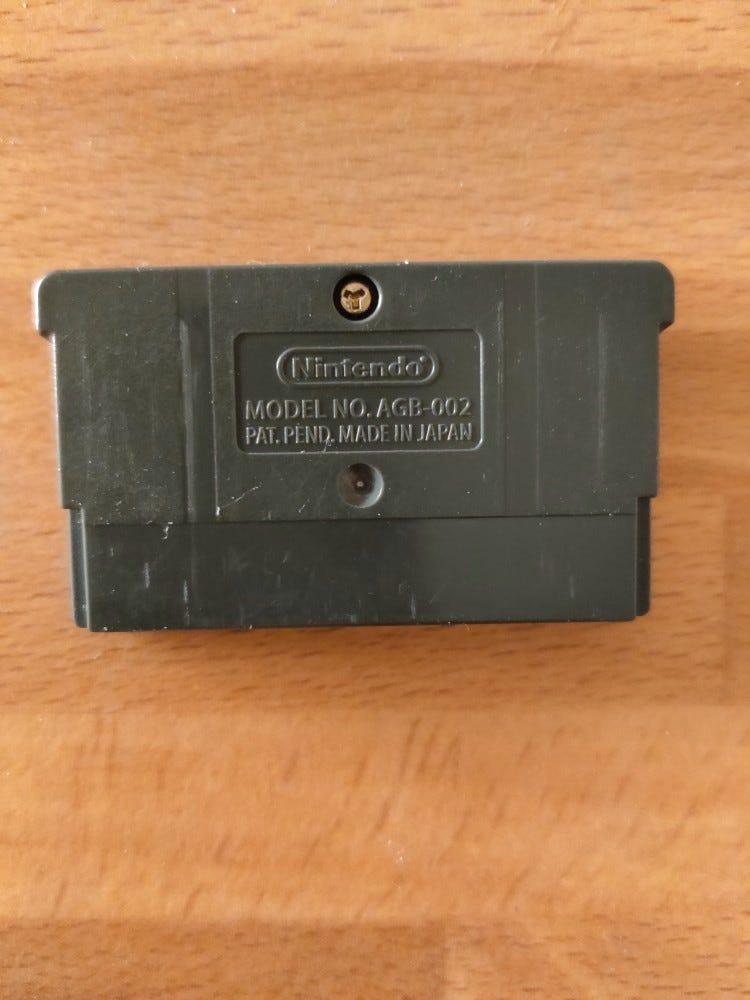 Nintendo®
MODEL NO. AGB-002
PAT. PEND. MADE IN JAPAN